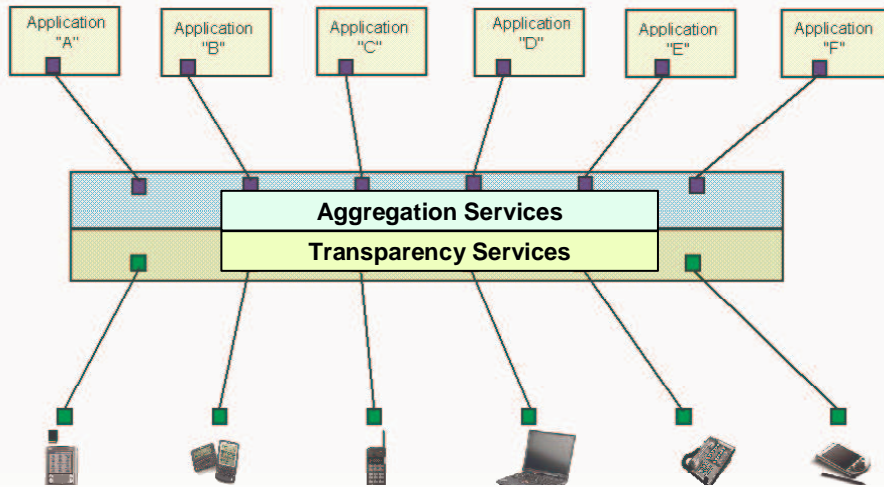 Application
"A"
Application
"B"
Application
"C"
Application
"D"
Application
"E"
Application
"F"
Aggregation Services
Transparency Services